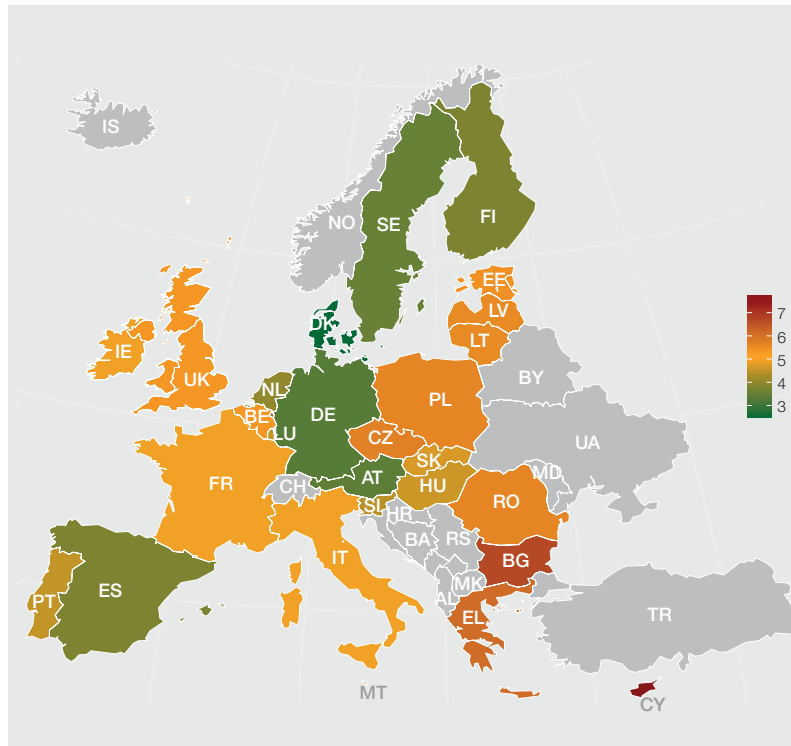 IS
NO
SE
FI
EE
LV
LT
DK
IE
UK
NL
BE
LU
DE
PL
BY
CZ
SK
UA
MD
FR
CH
AT
HU
SI
HR
RO
BA
RS
BG
IT
AL
MK
EL
TR
PT
ES
MT
CY
7
6
5
4
3